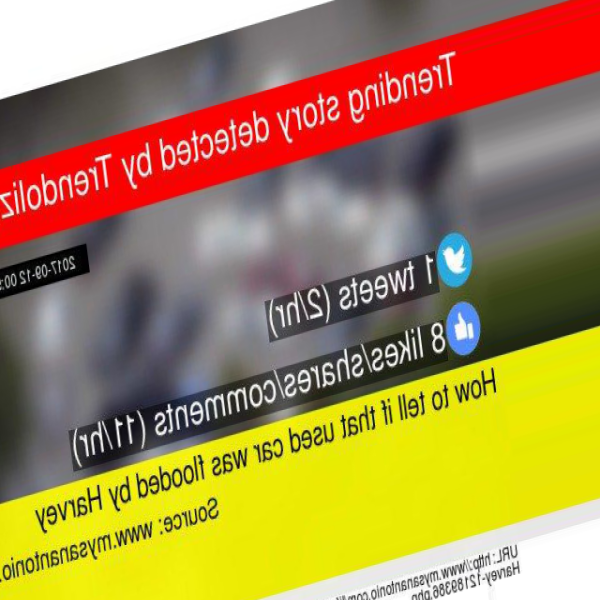 Trending story detected by Trendoliz
2017-09-12 00:
1 tweets (2/hr)
8 likes/shares/comments (11/hr)
How to tell if that used car was flooded by Harvey
Source: www.mysanantonio.
URL: http://www.mysanantonio.com/
Harvey-12189386.php